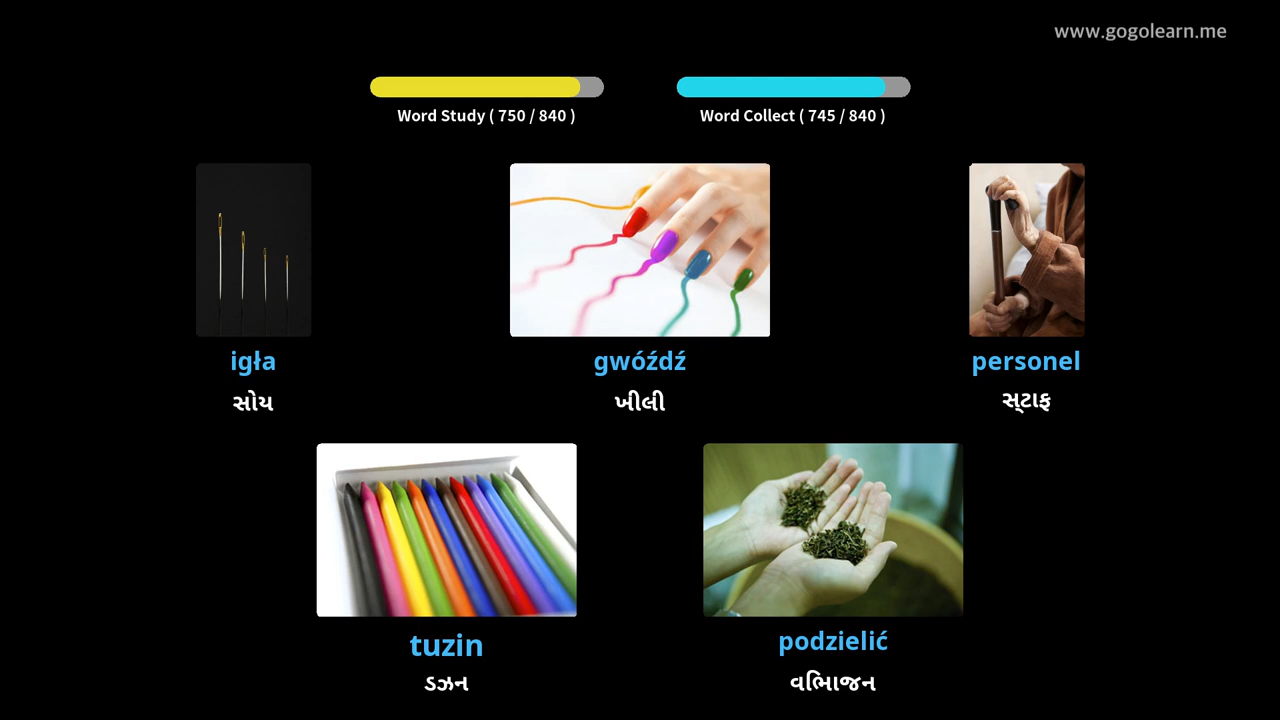 www.gogolearn.me
Word Study ( 750 / 840 )
Word Collect ( 745 / 840 )
igła
gwóźdź
personel
સોય
ખીલી
સ્ટાફ
tuzin
podzielić
ડઝન
વિભાજન